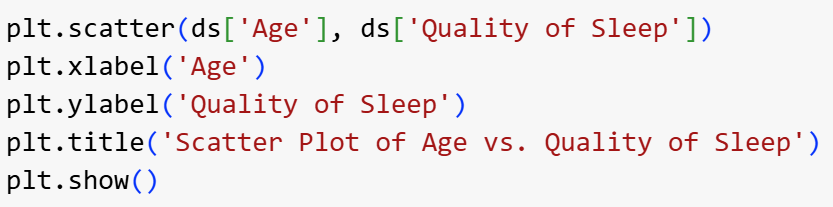 plt.scatter(ds['Age'], ds['Quality of Sleep'])
plt.xlabel('Age')
plt.ylabel('Quality of Sleep')
plt.title('Scatter Plot of Age vs. Quality of Sleep')
plt.show()